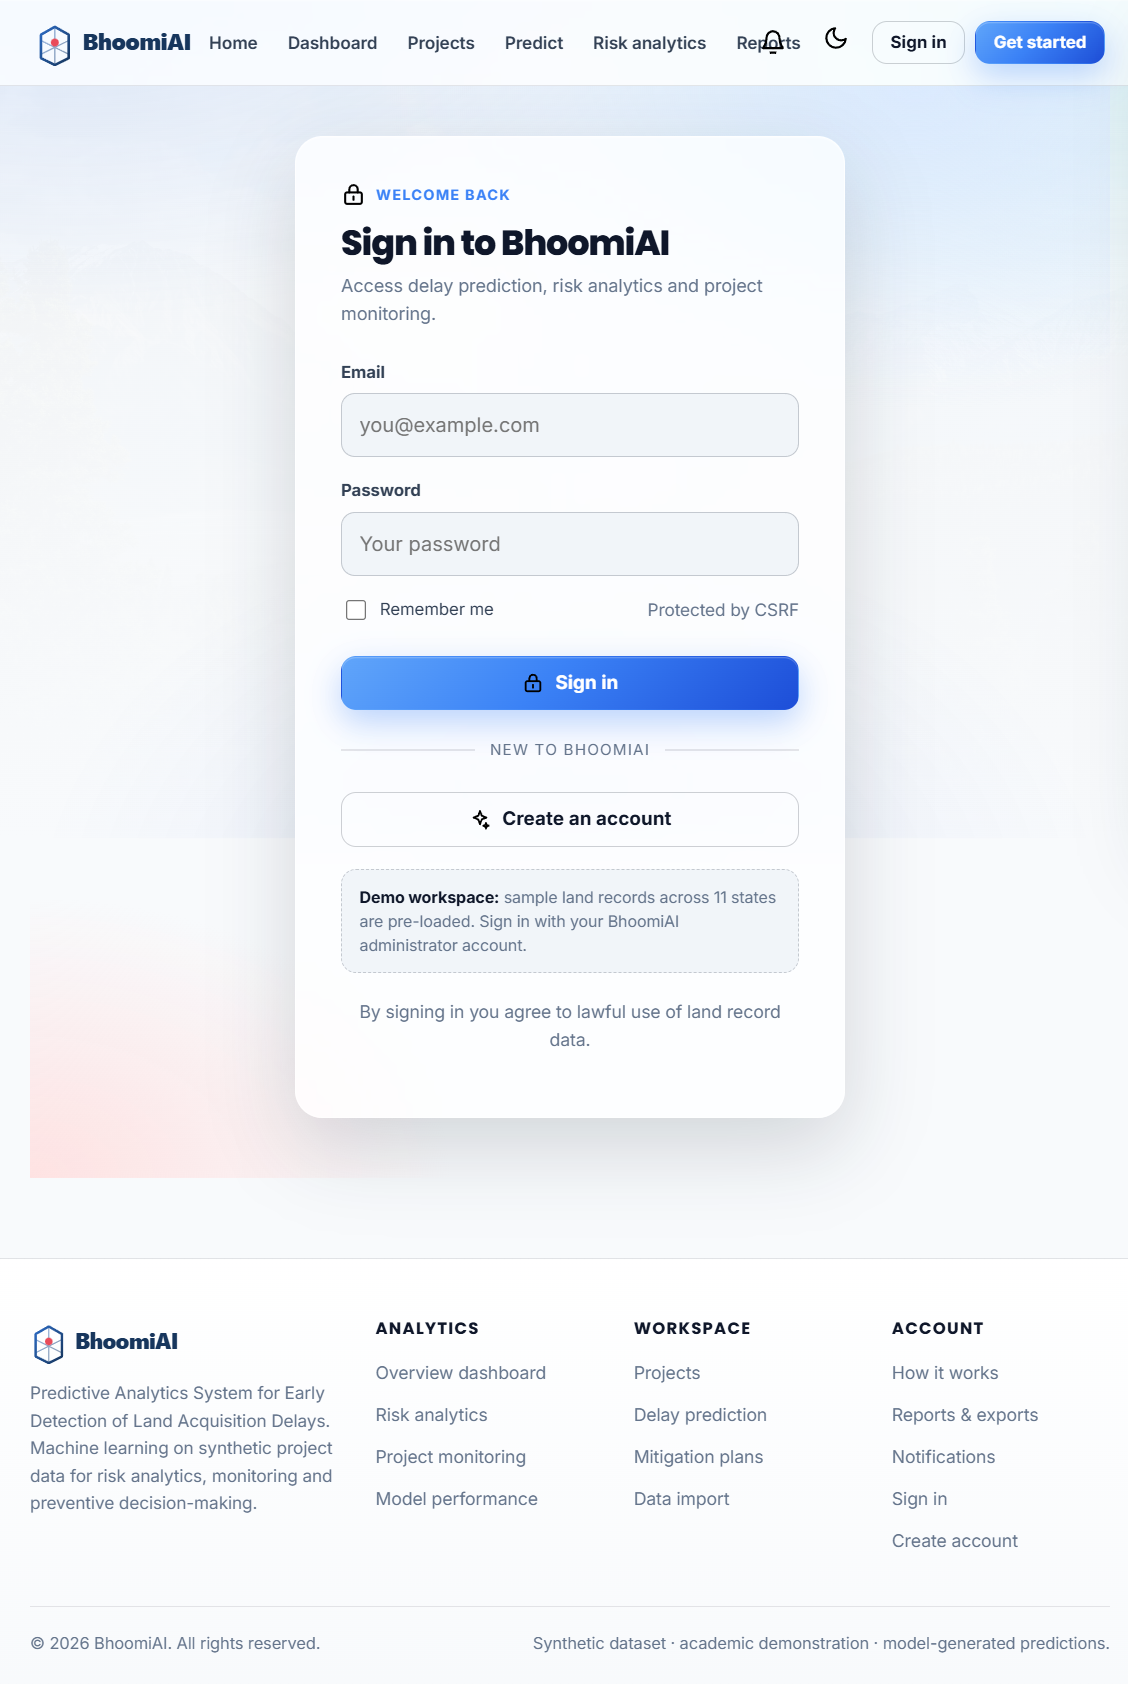 BhoomiAI Home Dashboard Projects Predict Risk analytics Reports Sign in Get started
WELCOME BACK
Sign in to BhoomiAI
Access delay prediction, risk analytics and project
monitoring.
Email
you@example.com
Password
Your password
Remember me Protected by CSRF
Sign in
NEW TO BHOOMIAI
Create an account
Demo workspace: sample land records across 11 states
are pre-loaded. Sign in with your BhoomiAI
administrator account.
By signing in you agree to lawful use of land record
data.
BhoomiAI
Predictive Analytics System for Early
Detection of Land Acquisition Delays.
Machine learning on synthetic project
data for risk analytics, monitoring and
preventive decision-making.
ANALYTICS
Overview dashboard
Risk analytics
Project monitoring
Model performance
WORKSPACE
Projects
Delay prediction
Mitigation plans
Data import
ACCOUNT
How it works
Reports & exports
Notifications
Sign in
Create account
© 2026 BhoomiAI. All rights reserved.
Synthetic dataset · academic demonstration · model-generated predictions.